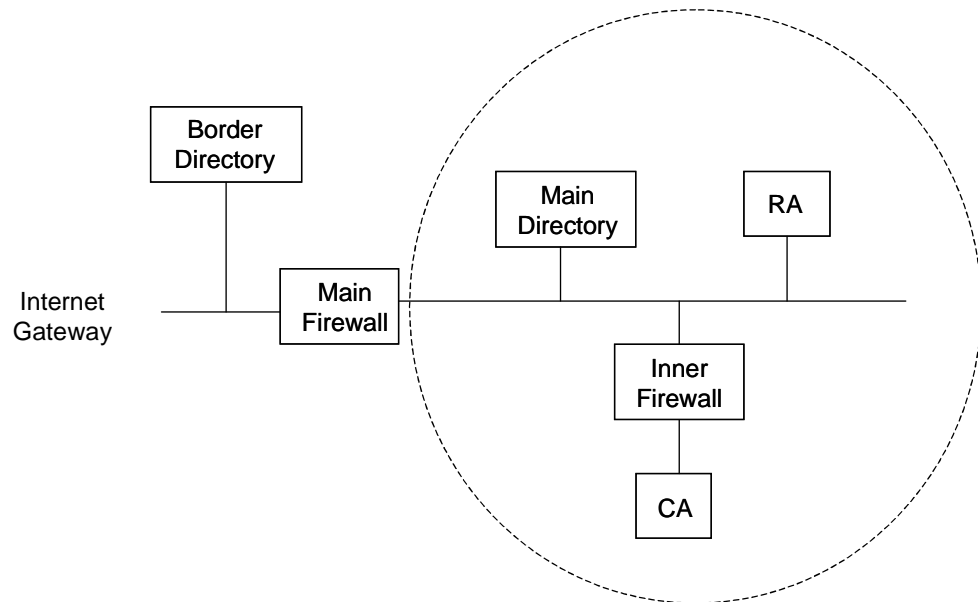 Border
Directory
Main
Directory
RA
Internet
Gateway
Main
Firewall
Inner
Firewall
CA